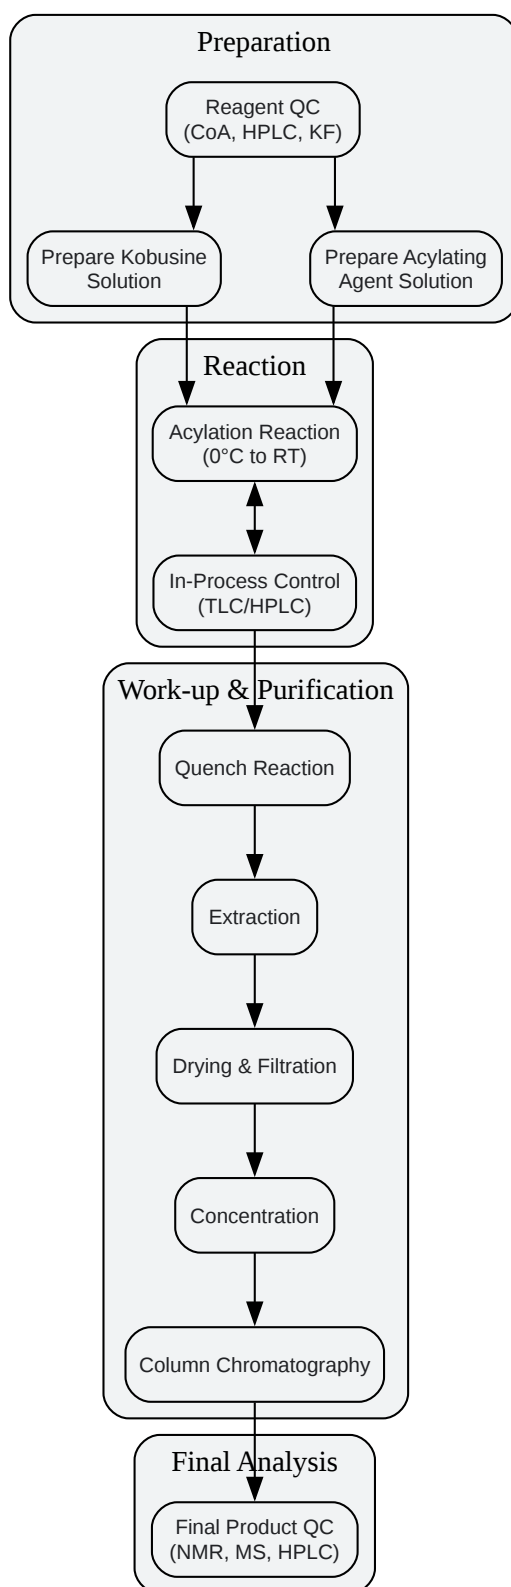 Preparation
Reagent QC
(CoA, HPLC, KF)
Prepare Kobusine
Solution
Prepare Acylating
Agent Solution
Reaction
Acylation Reaction
(0°C to RT)
In-Process Control
(TLC/HPLC)
Work-up & Purification
Quench Reaction
Extraction
Drying & Filtration
Concentration
Column Chromatography
Final Analysis
Final Product QC
(NMR, MS, HPLC)